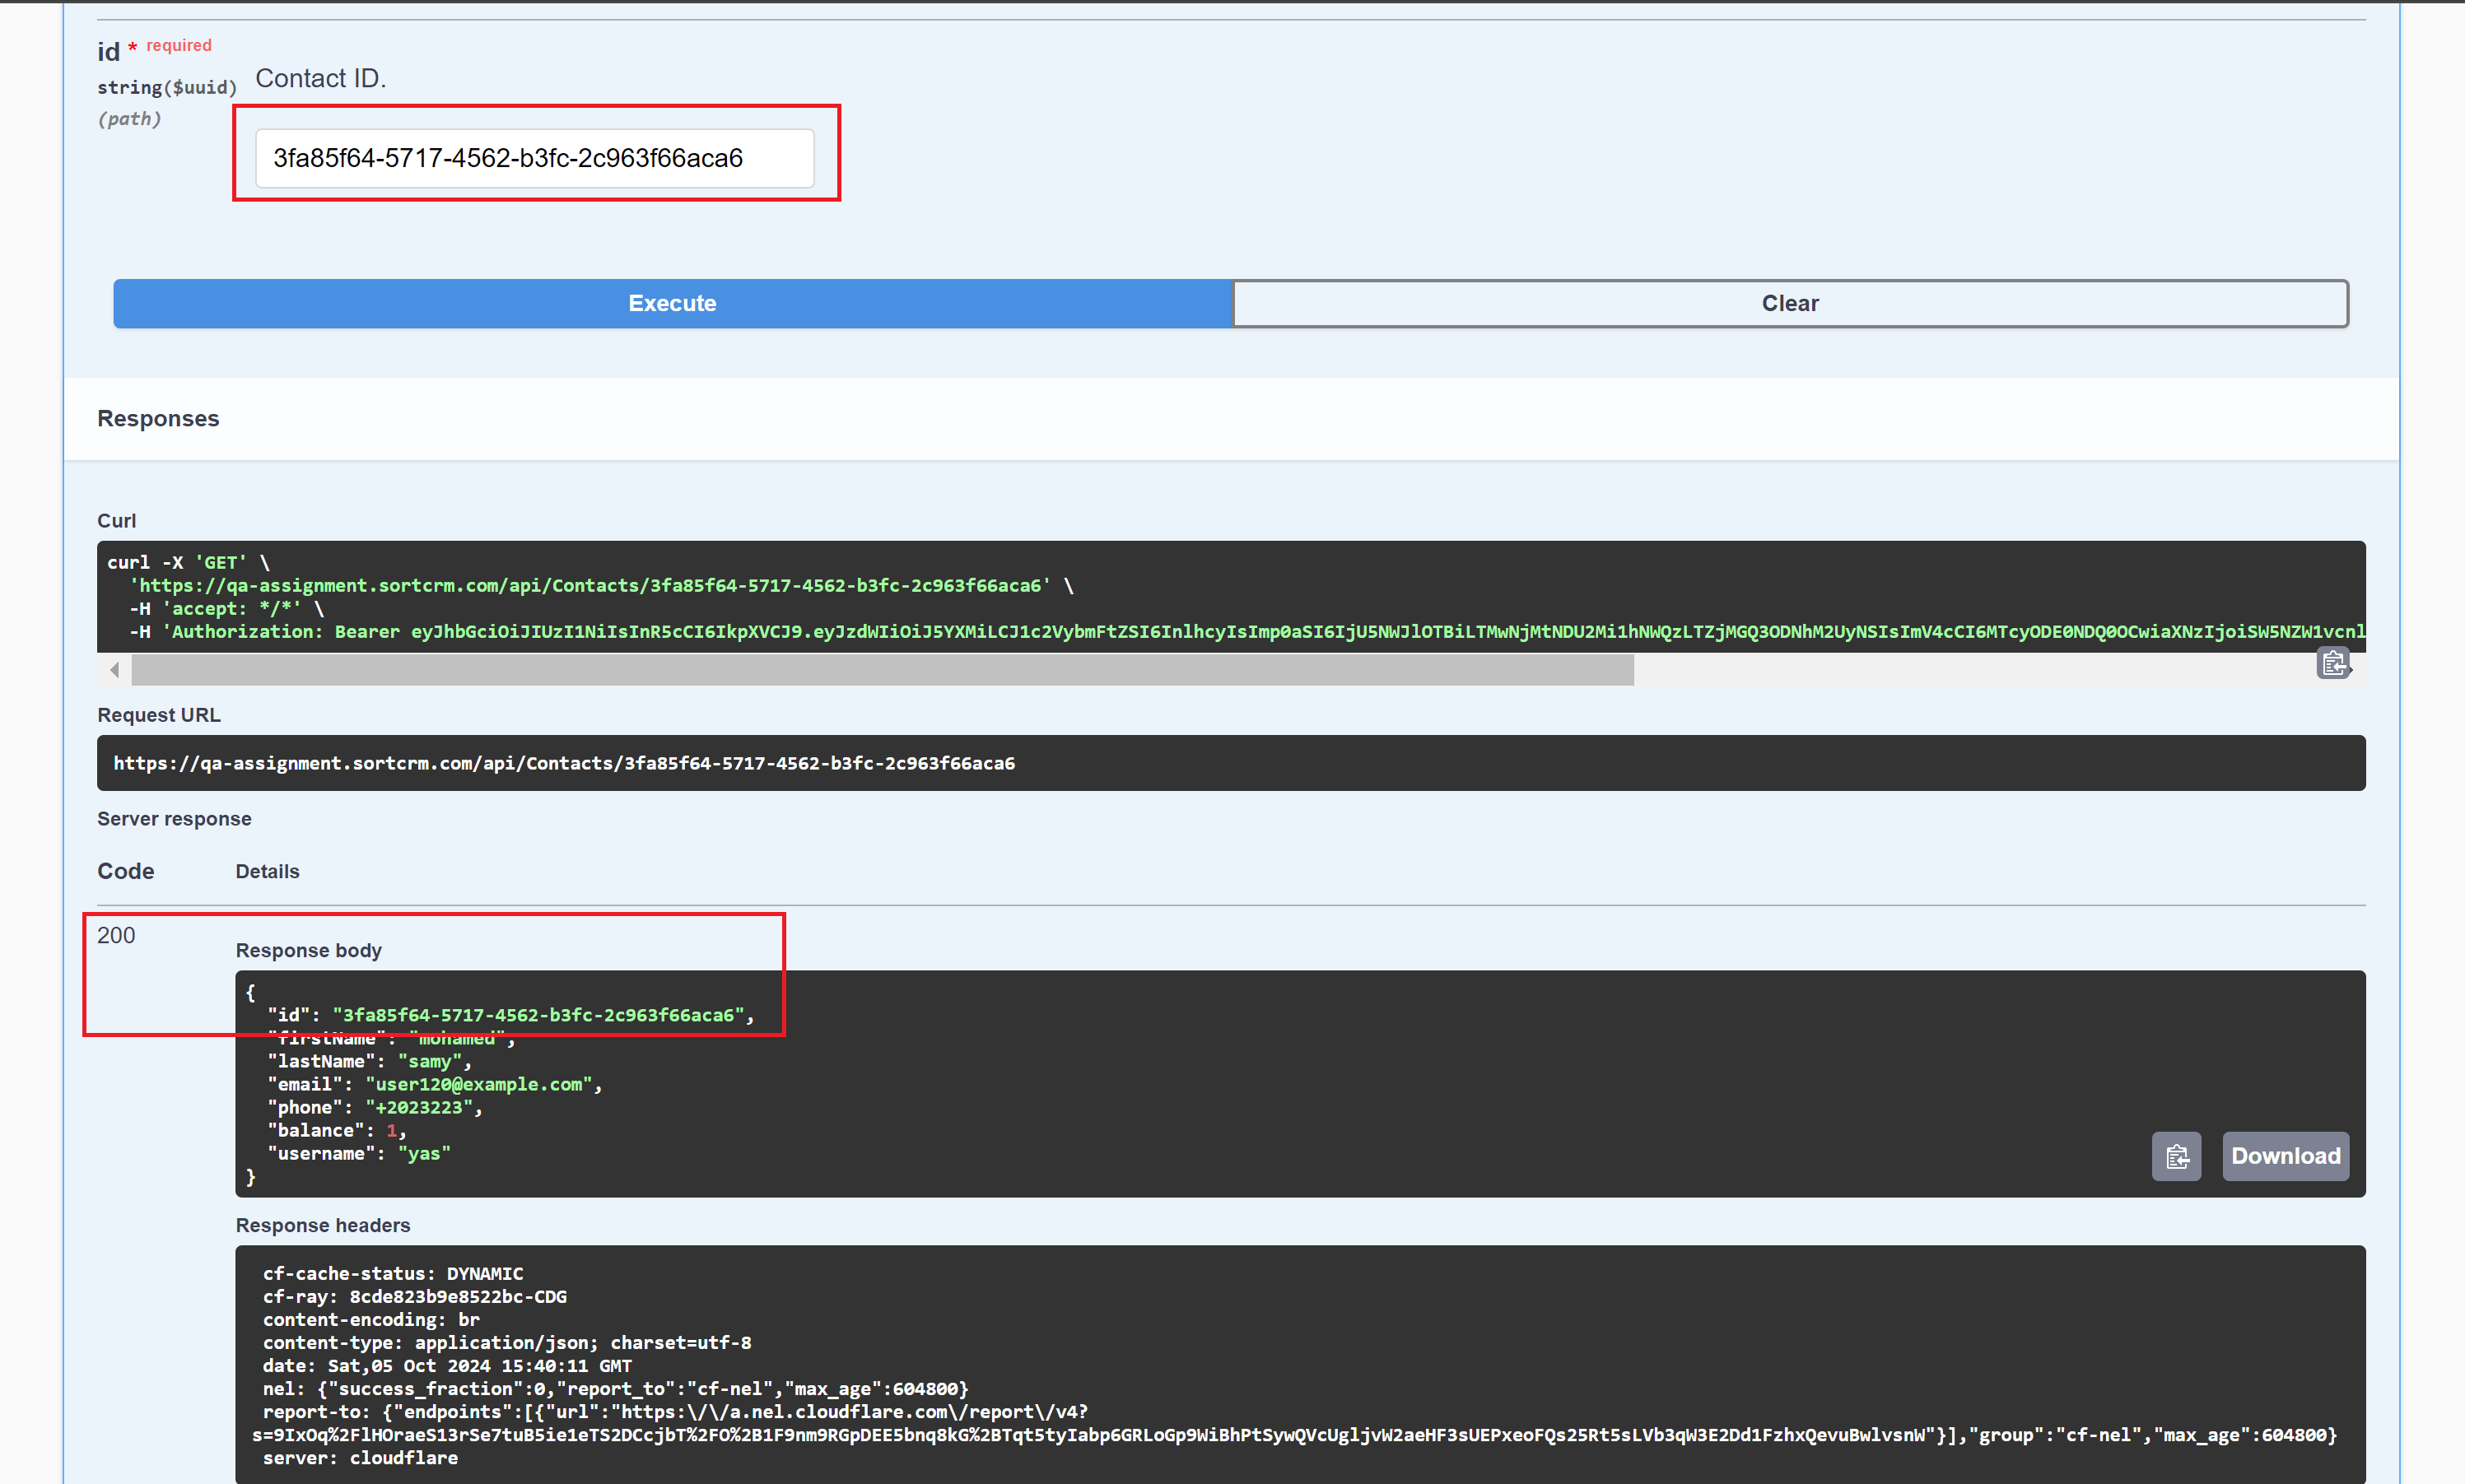 id * required
string($uuid)
(path)
Contact ID.
3fa85f64-5717-4562-b3fc-2c963f66aca6
Execute
Clear
Responses
Curl
curl -X 'GET' \
'https://qa-assignment.sortcrm.com/api/Contacts/3fa85f64-5717-4562-b3fc-2c963f66aca6' \
-H 'accept: */*' \
-H 'Authorization: Bearer eyJhbGciOiJIUzI1NiIsInR5cCI6IkpXVCJ9.eyJzdWIiOiJ5YXMiLCJ1c2VybmFtZSI6InlhcyIsImp0aSI6IjU5NWJlOTBiLTMwNjMtNDU2Mi1hNWQzLTZjMGQ3ODNhM2UyNSIsImV4cCI6MTcyODE0NDQ0OCwiaXNzIjoiSW5NZW1vcnl
Request URL
https://qa-assignment.sortcrm.com/api/Contacts/3fa85f64-5717-4562-b3fc-2c963f66aca6
Server response
Code
Details
200
Response body
{
"id": "3fa85f64-5717-4562-b3fc-2c963f66aca6",
"firstName": "mohamed",
"lastName": "samy",
"email": "user120@example.com",
"phone": "+2023223",
"balance": 1,
"username": "yas"
}
Download
Response headers
cf-cache-status: DYNAMIC
cf-ray: 8cde823b9e8522bc-CDG
content-encoding: br
content-type: application/json; charset=utf-8
date: Sat,05 Oct 2024 15:40:11 GMT
nel: {"success_fraction":0,"report_to":"cf-nel","max_age":604800}
report-to: {"endpoints":[{"url":"https:\/\/a.nel.cloudflare.com\/report\/v4?
s=9IxOq%2FlHOraeS13rSe7tuB5ie1eTS2DCcjbT%2FO%2B1F9nm9RGpDEE5bnq8kG%2BTqt5tyIabp6GRLoGp9WiBhPtSywQVcUgljvW2aeHF3sUEPxeoFQs25Rt5sLVb3qW3E2Dd1FzhxQevuBwlvsnW"}],"group":"cf-nel","max_age":604800}
server: cloudflare